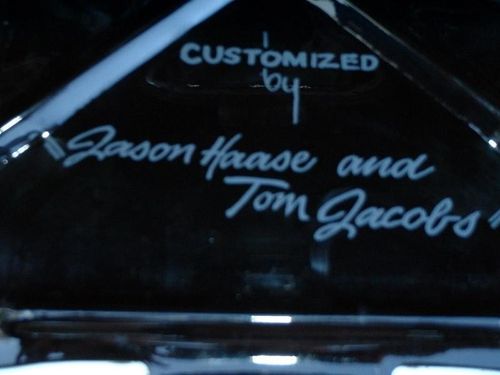 CUSTOMIZED
by
Jason Haase and
Tom Jacobs